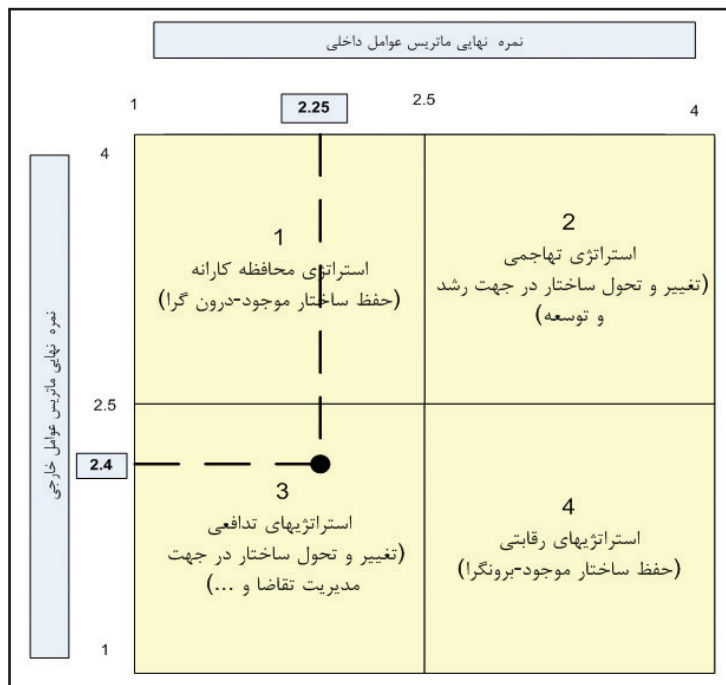 نمره نهایی ماتریس عوامل داخلی
1
2.25
2.5
4
4
1
استراتژی محافظه کارانه
(حفظ ساختار موجود-درون گرا)
2
استراتژی تهاجمی
(تغییر و تحول ساختار در جهت رشد
و توسعه)
نمره نهایی ماتریس عوامل خارجی
2.5
2.4
3
استراتژیهای تدافعی
(تغییر و تحول ساختار در جهت
مدیریت تقاضا و ...)
4
استراتژیهای رقابتی
(حفظ ساختار موجود-برونگرا)
1